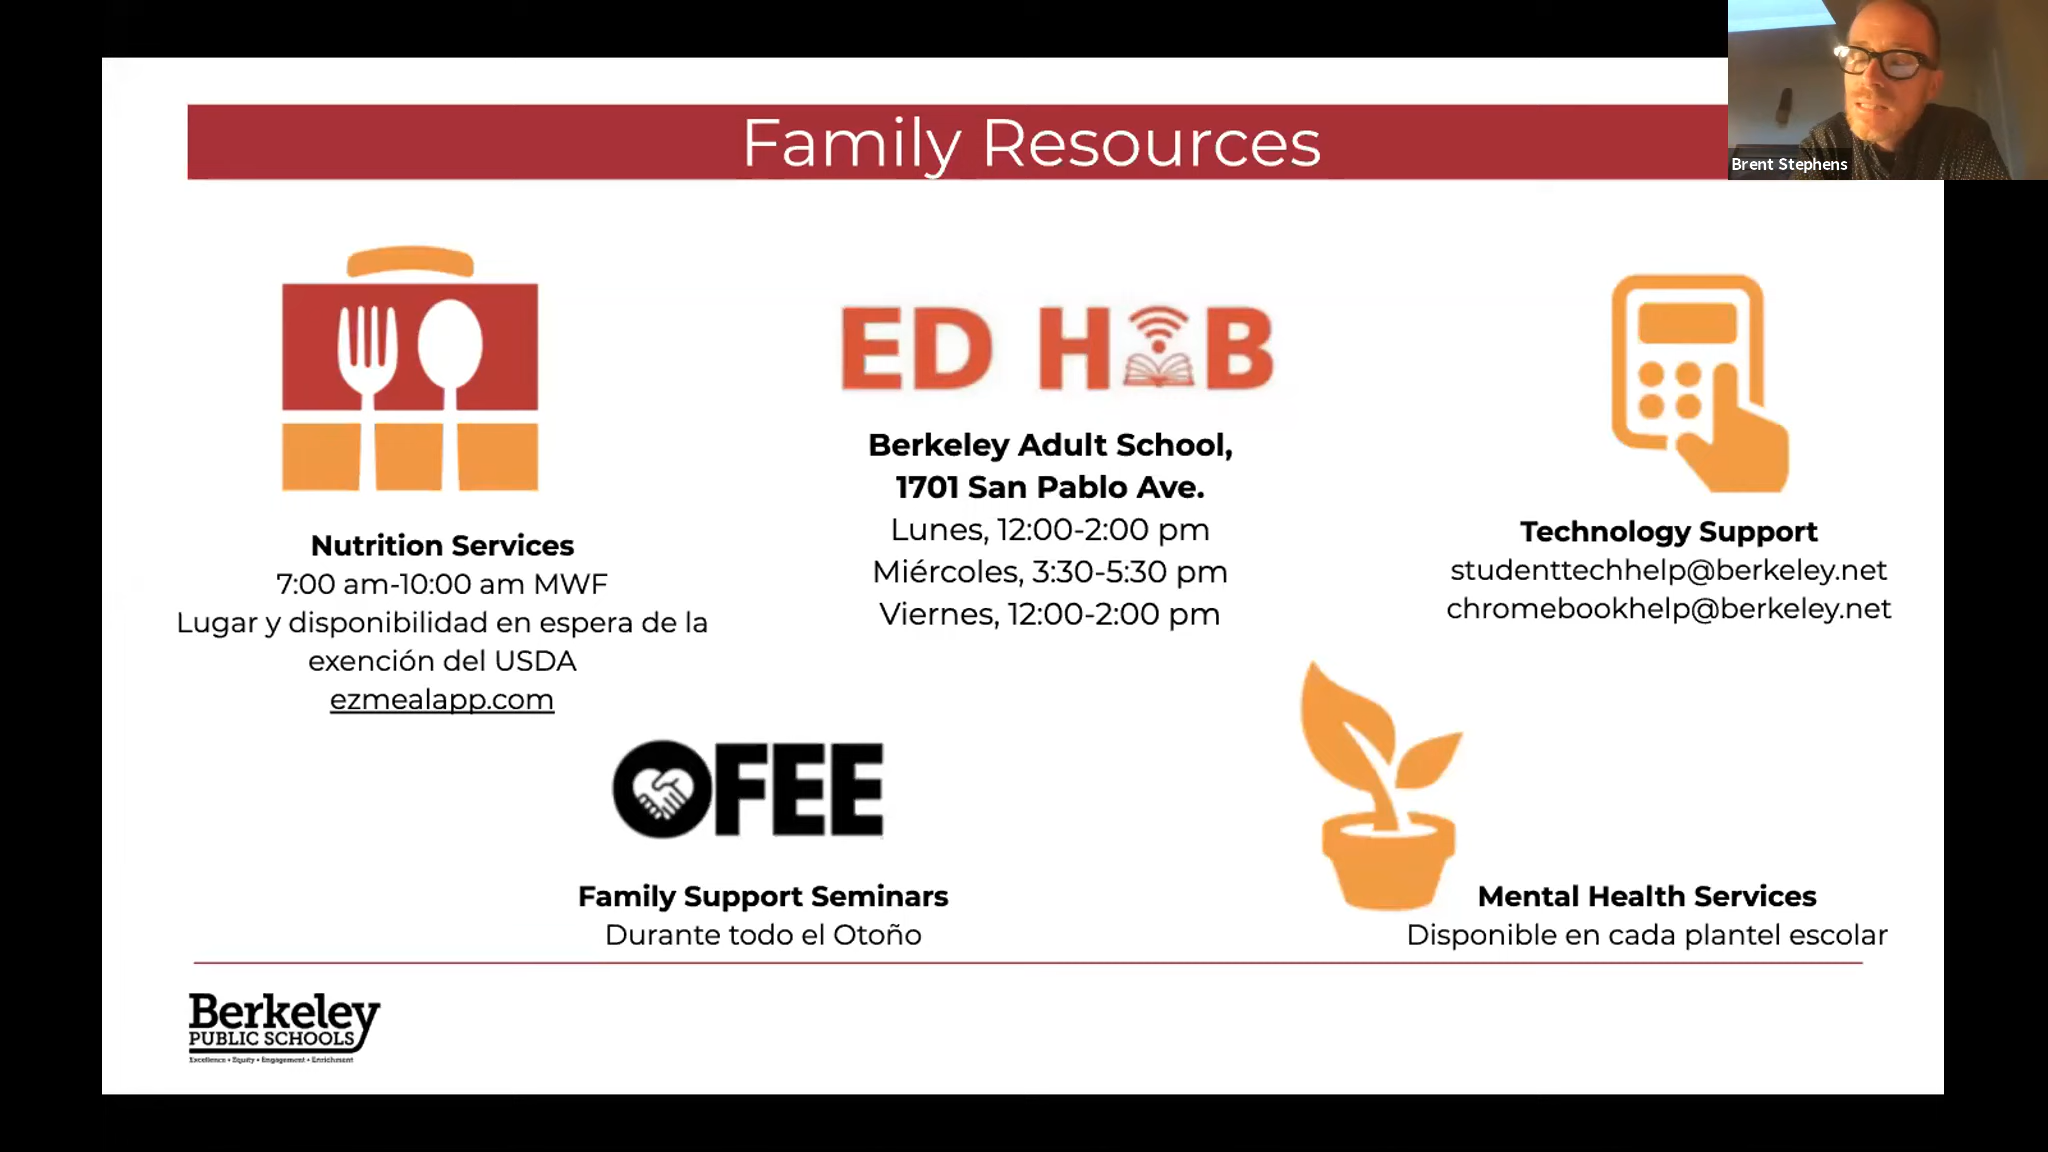 Family Resources
Brent Stephens
Nutrition Services
7:00 am-10:00 am MWF
Lugar y disponibilidad en espera de la
exención del USDA
ezmealapp.com
ED HUB
Berkeley Adult School,
1701 San Pablo Ave.
Lunes, 12:00-2:00 pm
Miércoles, 3:30-5:30 pm
Viernes, 12:00-2:00 pm
Technology Support
studenttechhelp@berkeley.net
chromebookhelp@berkeley.net
OFEE
Family Support Seminars
Durante todo el Otoño
Mental Health Services
Disponible en cada plantel escolar
Berkeley
PUBLIC SCHOOLS
Excellence • Equity • Engagement • Enrichment